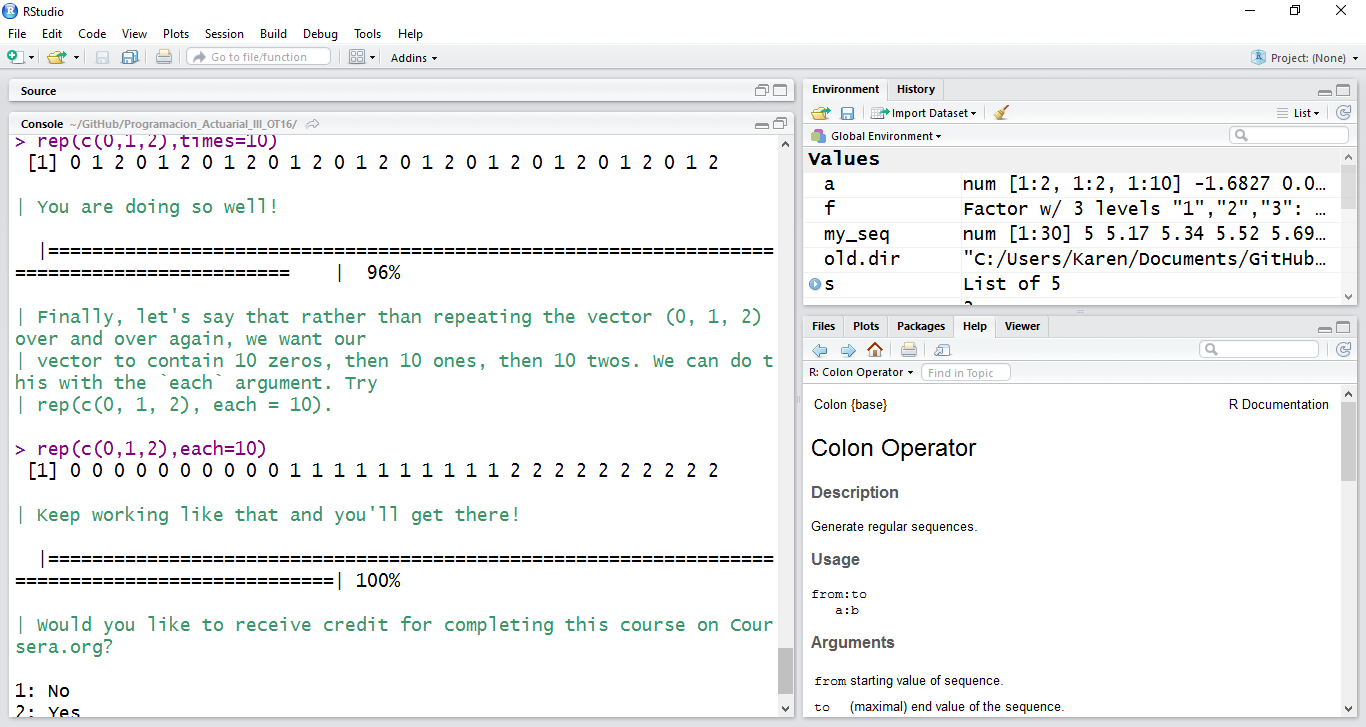 RStudio
File Edit Code View Plots Session Build Debug Tools Help
Go to file/function Addins Project: (None)
Source
Console ~/GitHub/Programacion_Actuarial_III_OT16/
> rep(c(0,1,2),times=10)
[1] 0 1 2 0 1 2 0 1 2 0 1 2 0 1 2 0 1 2 0 1 2 0 1 2 0 1 2 0 1 2
| You are doing so well!
|==================================================================
========================= | 96%
| Finally, let's say that rather than repeating the vector (0, 1, 2)
over and over again, we want our
| vector to contain 10 zeros, then 10 ones, then 10 twos. We can do t
his with the `each` argument. Try
| rep(c(0, 1, 2), each = 10).
> rep(c(0,1,2),each=10)
[1] 0 0 0 0 0 0 0 0 0 0 1 1 1 1 1 1 1 1 1 1 2 2 2 2 2 2 2 2 2 2
| Keep working like that and you'll get there!
|==================================================================
=============================| 100%
| Would you like to receive credit for completing this course on Cour
sera.org?
1: No
2: Yes
Environment History
Import Dataset List
Global Environment
Values
a num [1:2, 1:2, 1:10] -1.6827 0.0…
f Factor w/ 3 levels "1","2","3": …
my_seq num [1:30] 5 5.17 5.34 5.52 5.69…
old.dir "C:/Users/Karen/Documents/GitHub…
s List of 5
Files Plots Packages Help Viewer
R: Colon Operator Find in Topic
Colon {base} R Documentation
Colon Operator
Description
Generate regular sequences.
Usage
from:to
a:b
Arguments
from starting value of sequence.
to (maximal) end value of the sequence.